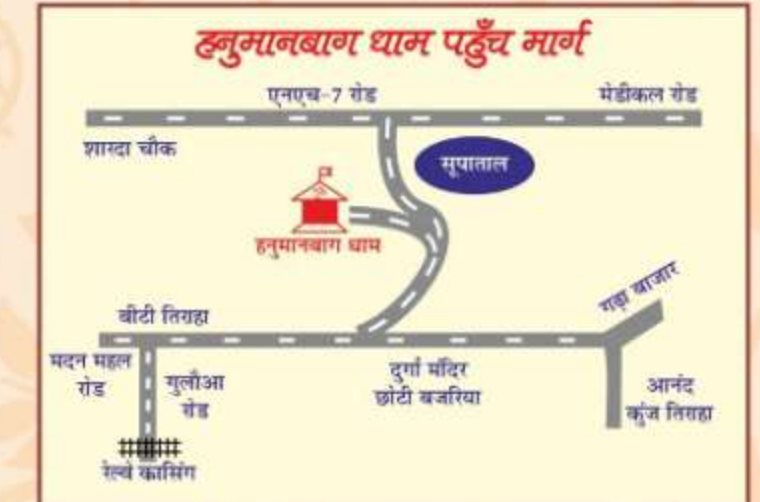 हनुमानबाग धाम पहुँच मार्ग
एनएच-7 रोड
मेडीकल रोड
शारदा चौक
सूपाताल
हनुमानबाग धाम
गढ़ा बाजार
बीटी तिराहा
मदन महल
रोड
गुलौआ
रोड
दुर्गा मंदिर
छोटी बजरिया
आनंद
कुंज तिराहा
रेल्वे क्रासिंग